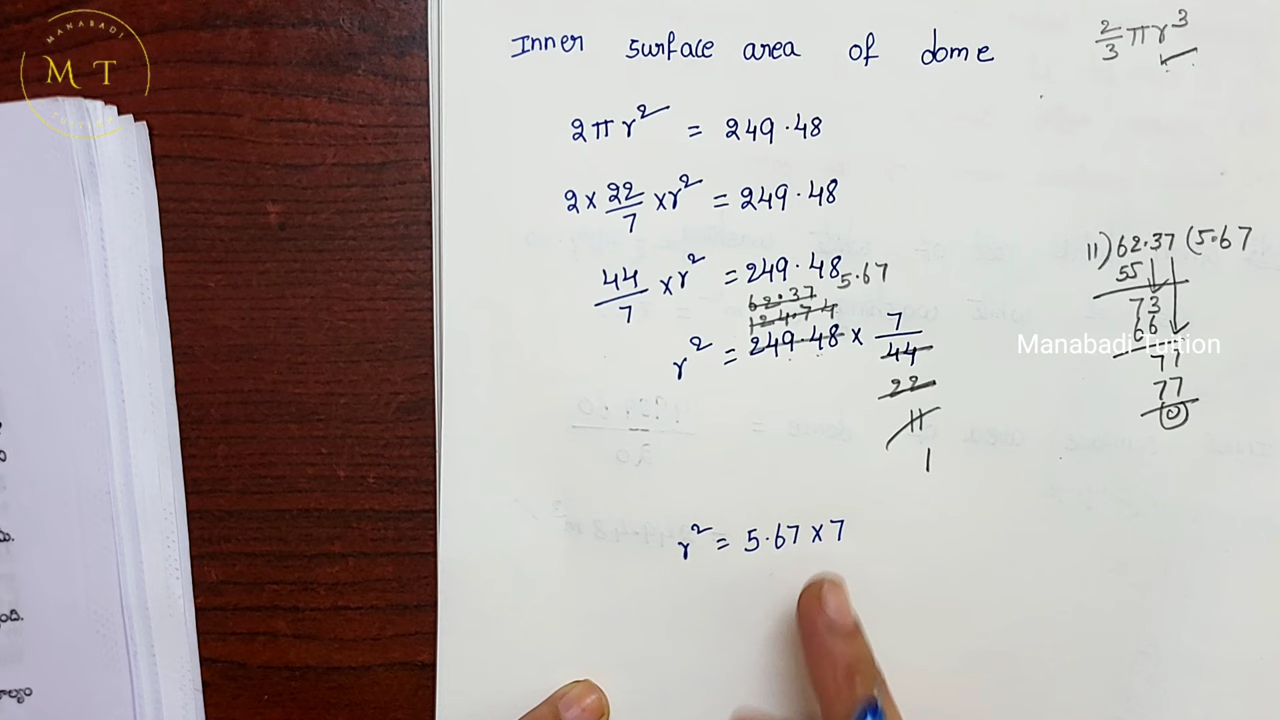 MANABADI
M T
Inner surface area of dome
2/3 πr³
2πr² = 249.48
2 × 22/7 × r² = 249.48
44/7 × r² = 249.48
5.67
62.37
124.74
r² = 249.48 × 7/44
22
11
1
11) 62.37 (5.67
55
73
66
77
77
0
Manabadi Tuition
r² = 5.67 × 7
ంది.